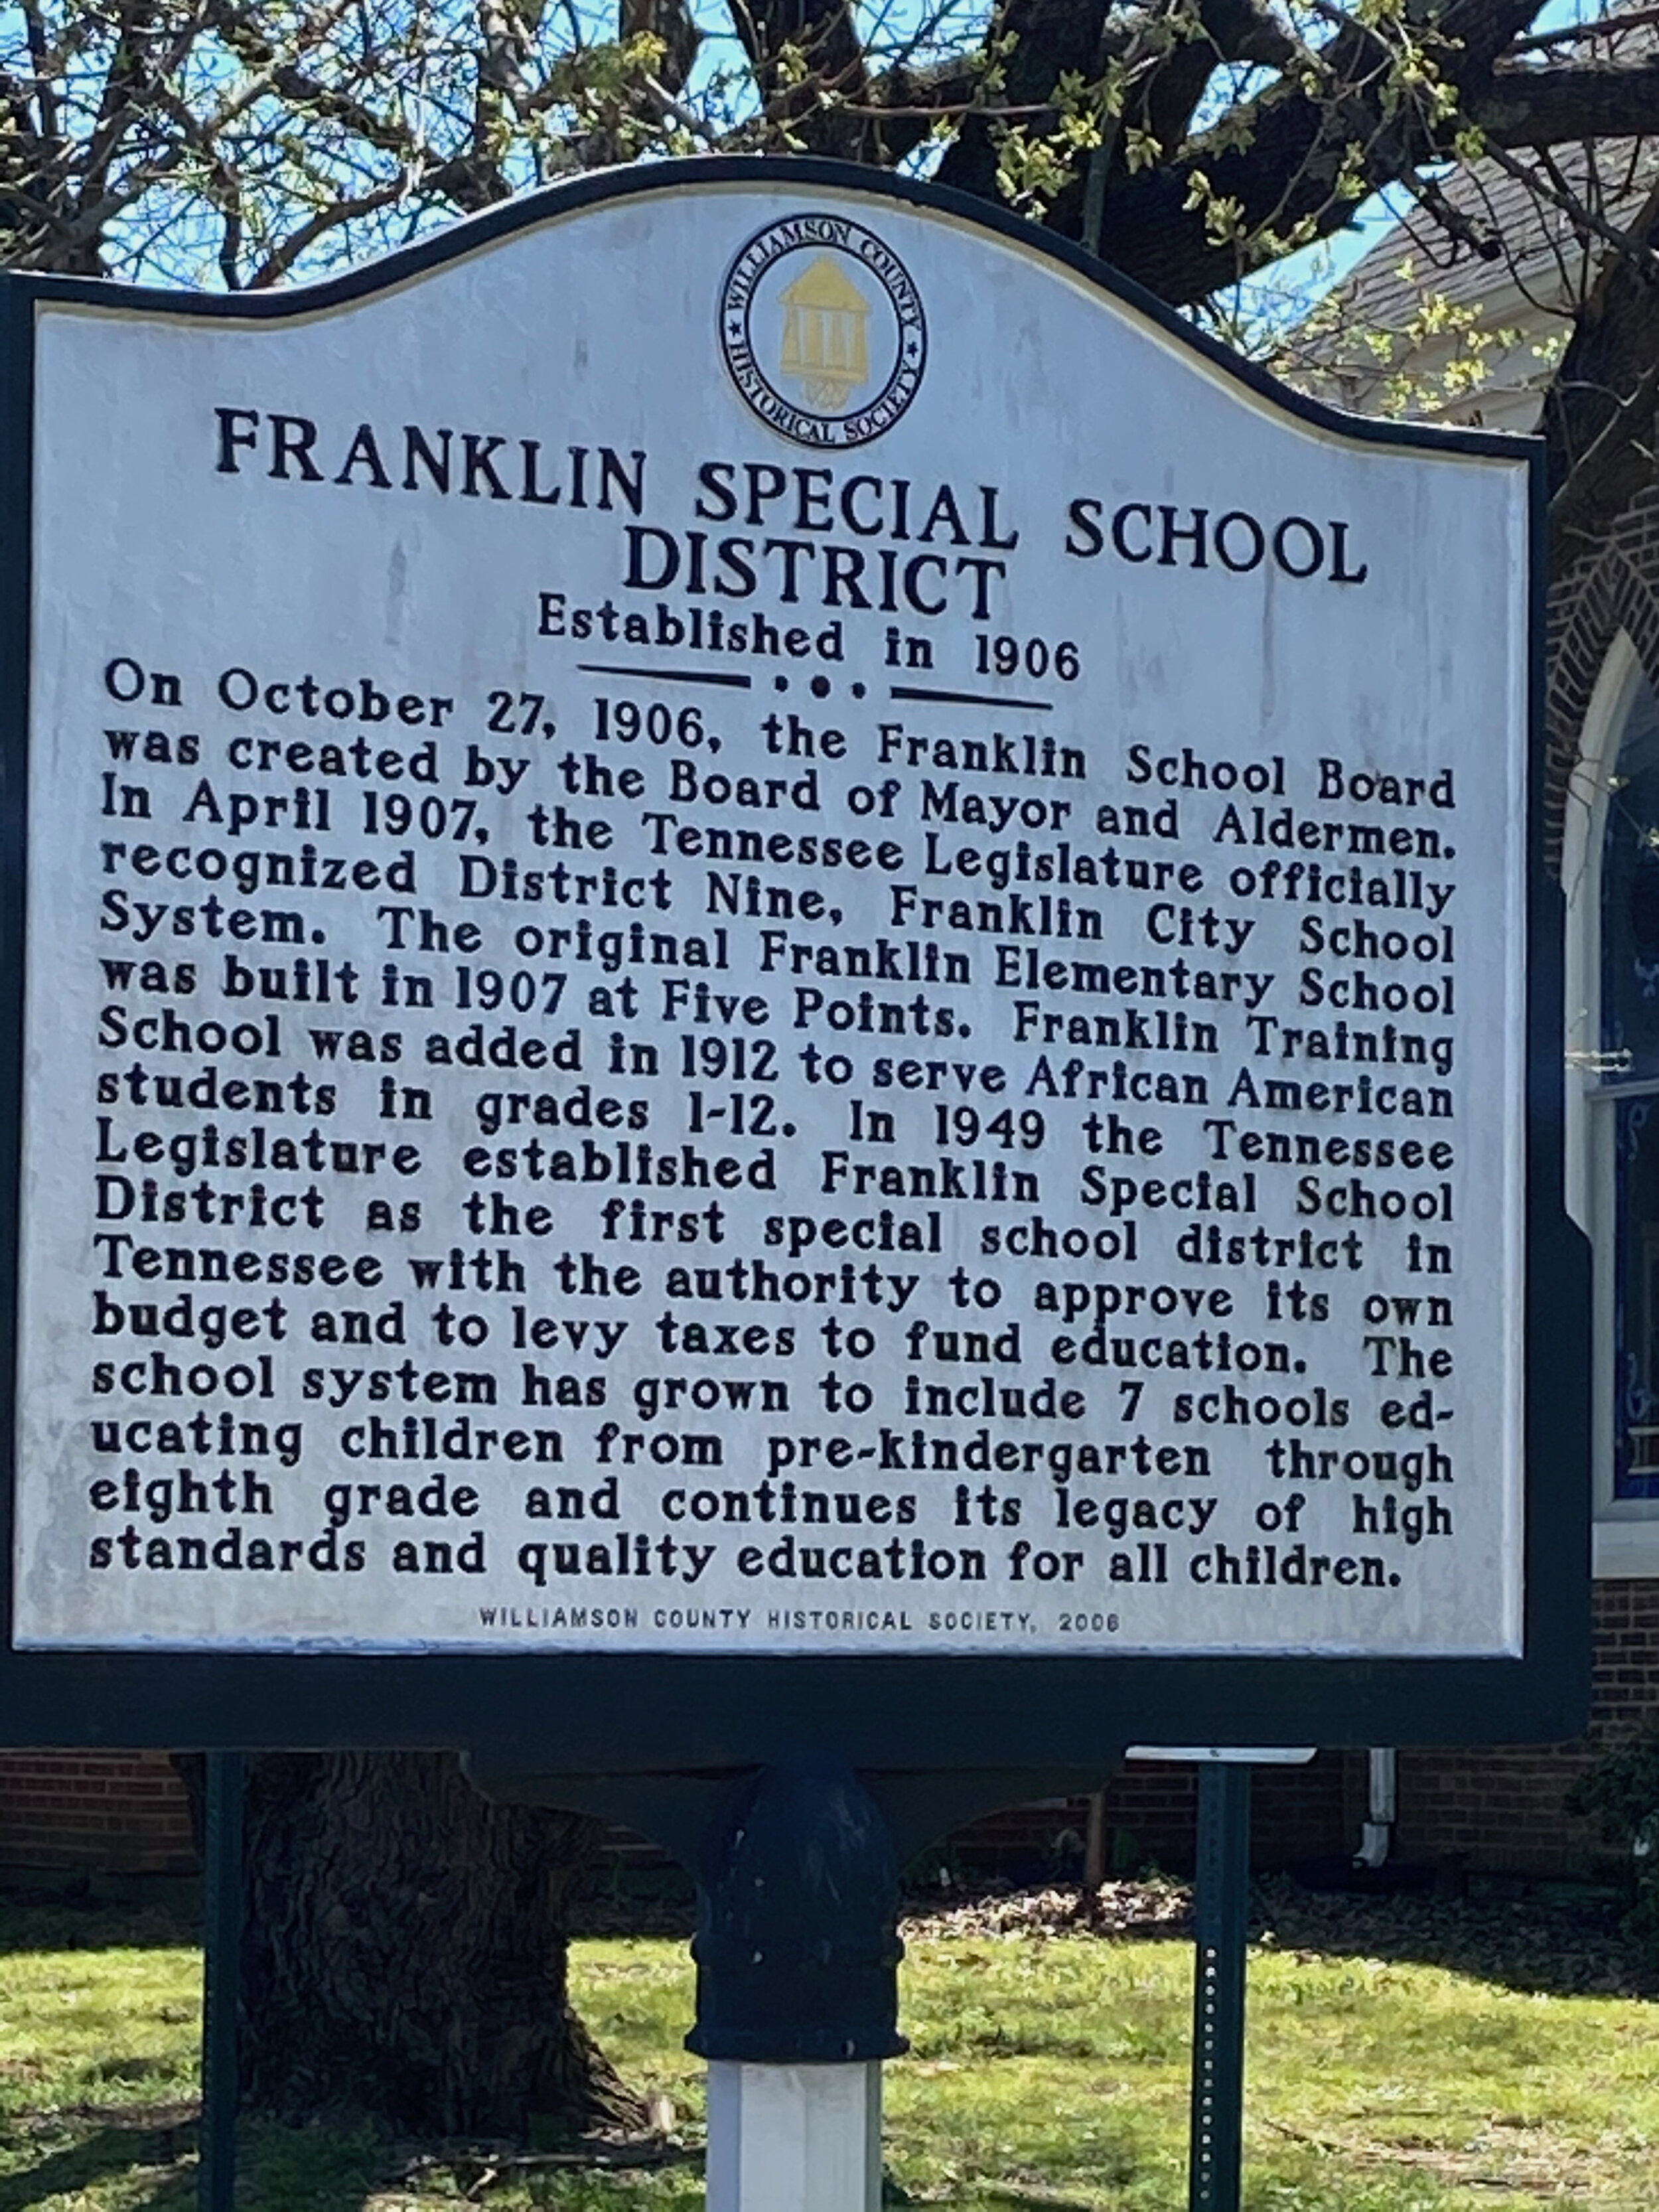 WILLIAMSON COUNTY
★ HISTORICAL SOCIETY ★
FRANKLIN SPECIAL SCHOOL
DISTRICT
Established in 1906
On October 27, 1906, the Franklin School Board
was created by the Board of Mayor and Aldermen.
In April 1907, the Tennessee Legislature officially
recognized District Nine, Franklin City School
System. The original Franklin Elementary School
was built in 1907 at Five Points. Franklin Training
School was added in 1912 to serve African American
students in grades 1-12. In 1949 the Tennessee
Legislature established Franklin Special School
District as the first special school district in
Tennessee with the authority to approve its own
budget and to levy taxes to fund education. The
school system has grown to include 7 schools ed-
ucating children from pre-kindergarten through
eighth grade and continues its legacy of high
standards and quality education for all children.
WILLIAMSON COUNTY HISTORICAL SOCIETY, 2006